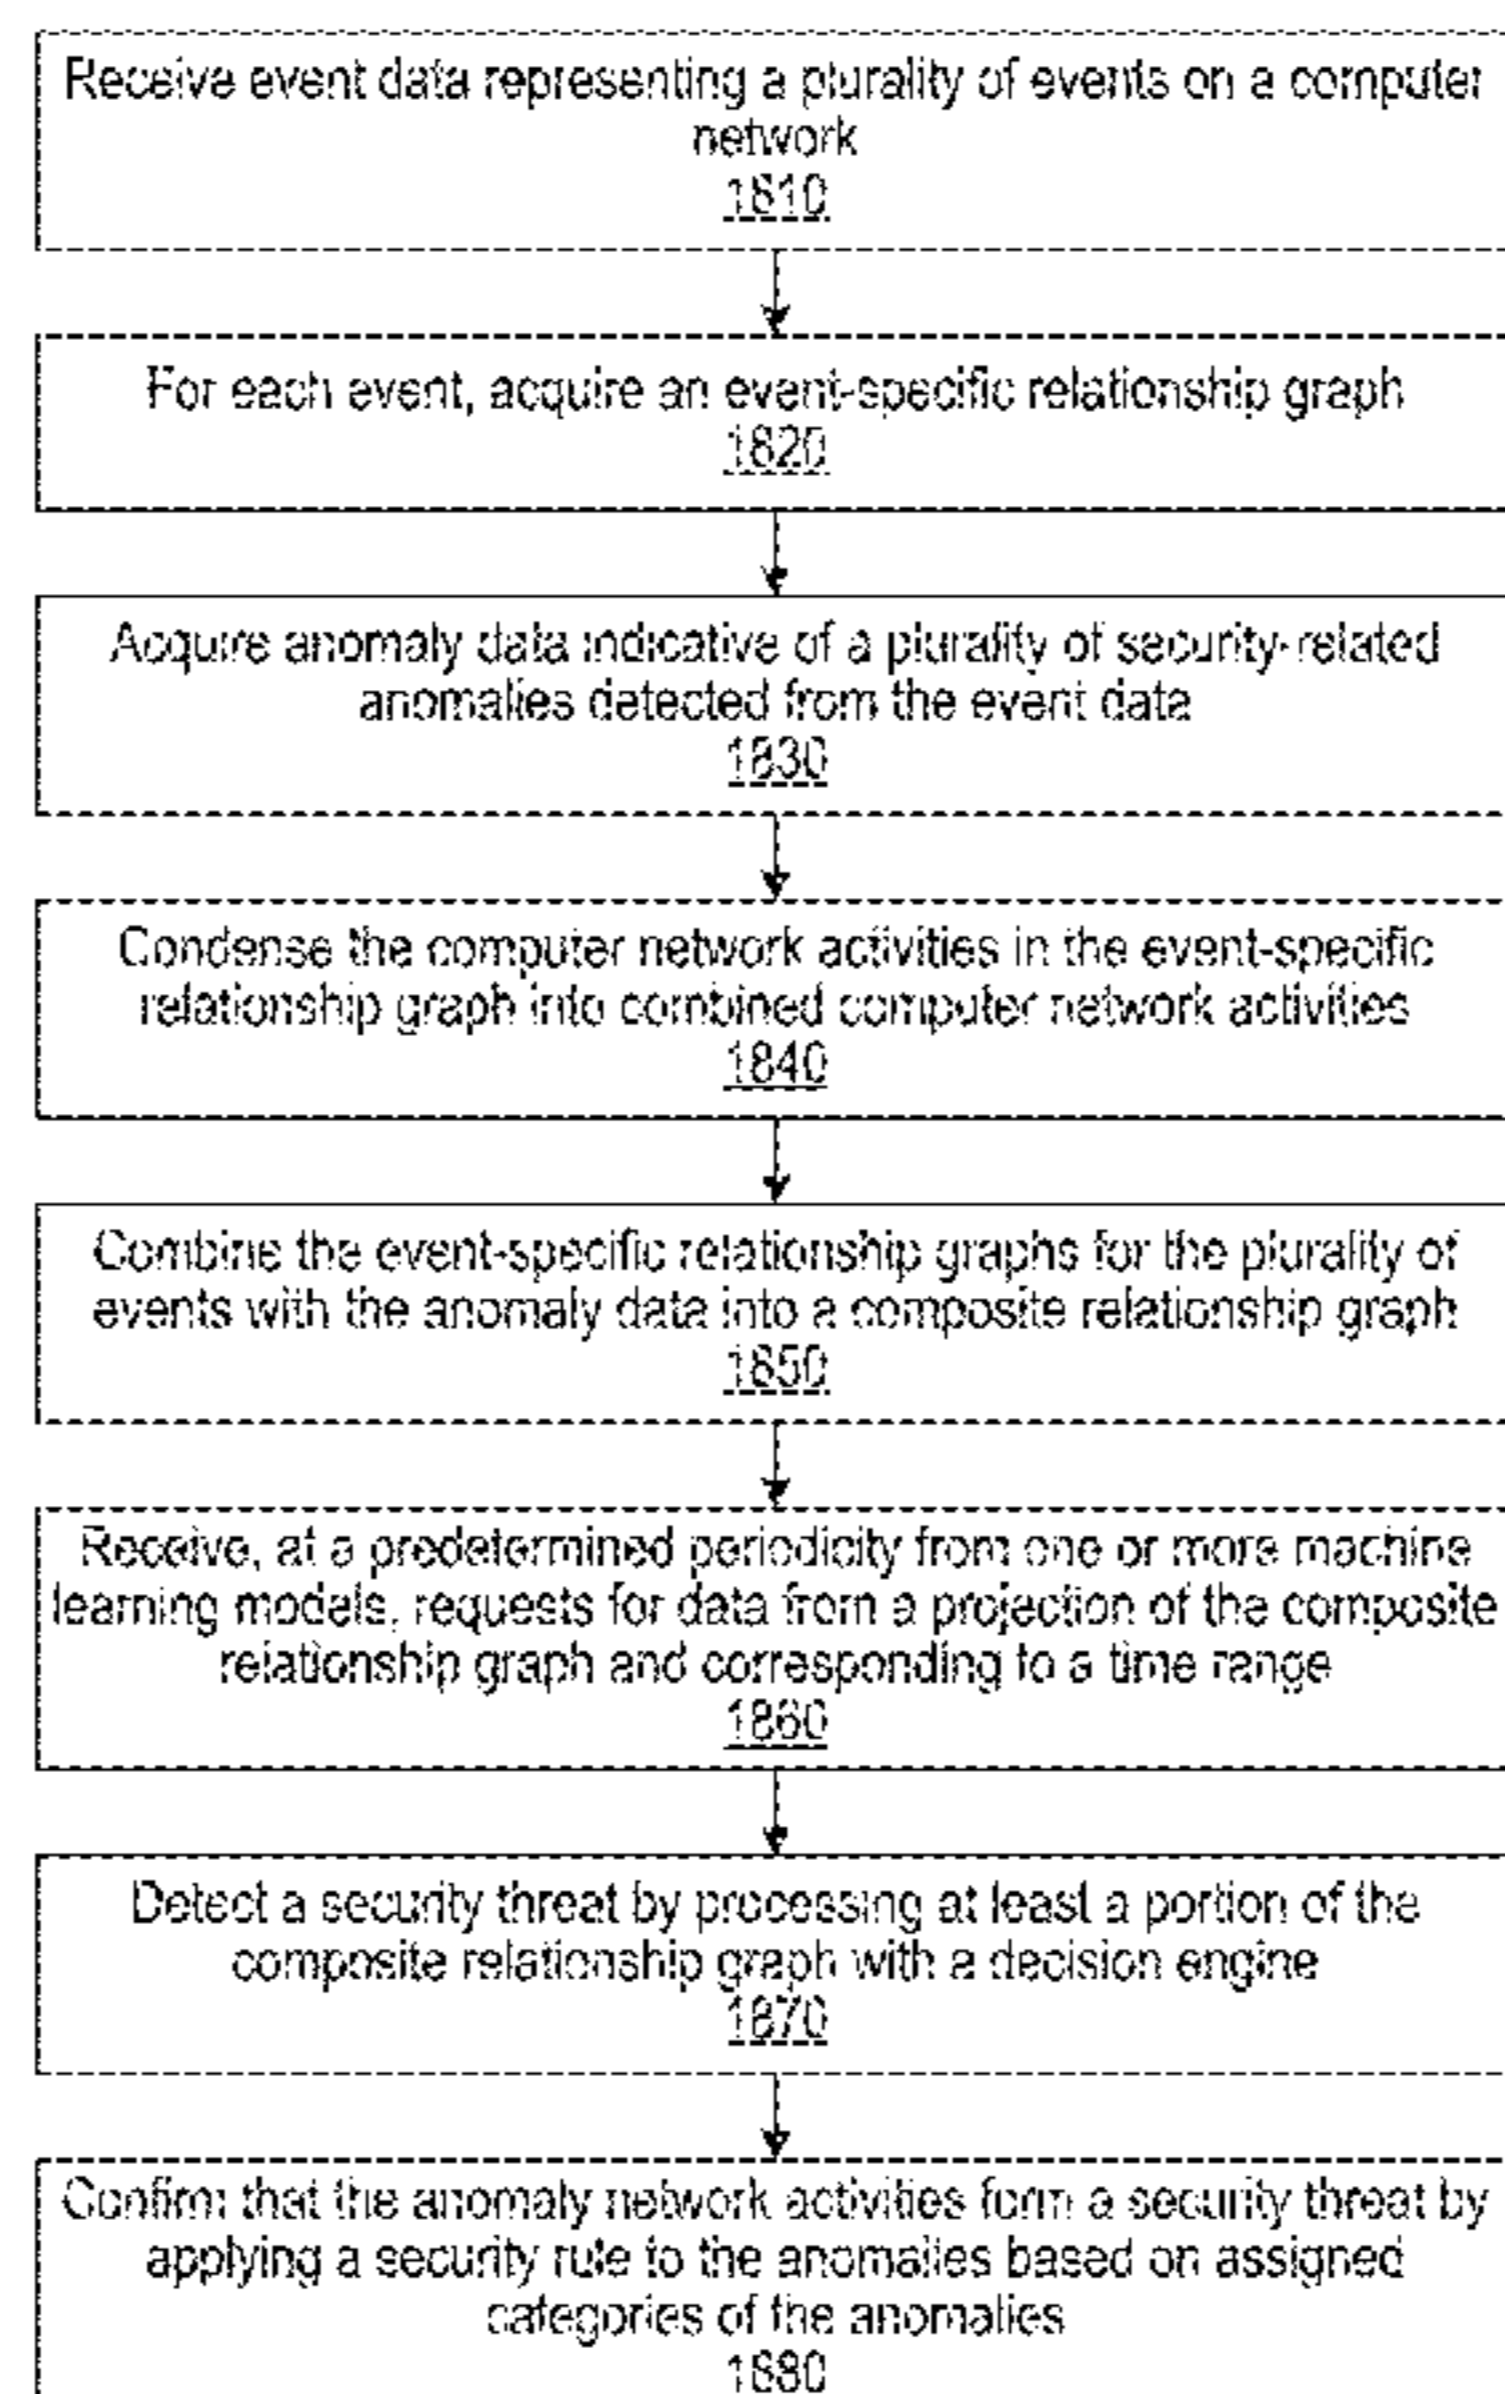 Receive event data representing a plurality of events on a computer
network
1810
For each event, acquire an event-specific relationship graph
1820
Acquire anomaly data indicative of a plurality of security-related
anomalies detected from the event data
1830
Condense the computer network activities in the event-specific
relationship graph into combined computer network activities
1840
Combine the event-specific relationship graphs for the plurality of
events with the anomaly data into a composite relationship graph
1850
Receive, at a predetermined periodicity from one or more machine
learning models, requests for data from a projection of the composite
relationship graph and corresponding to a time range
1860
Detect a security threat by processing at least a portion of the
composite relationship graph with a decision engine
1870
Confirm that the anomaly network activities form a security threat by
applying a security rule to the anomalies based on assigned
categories of the anomalies
1880